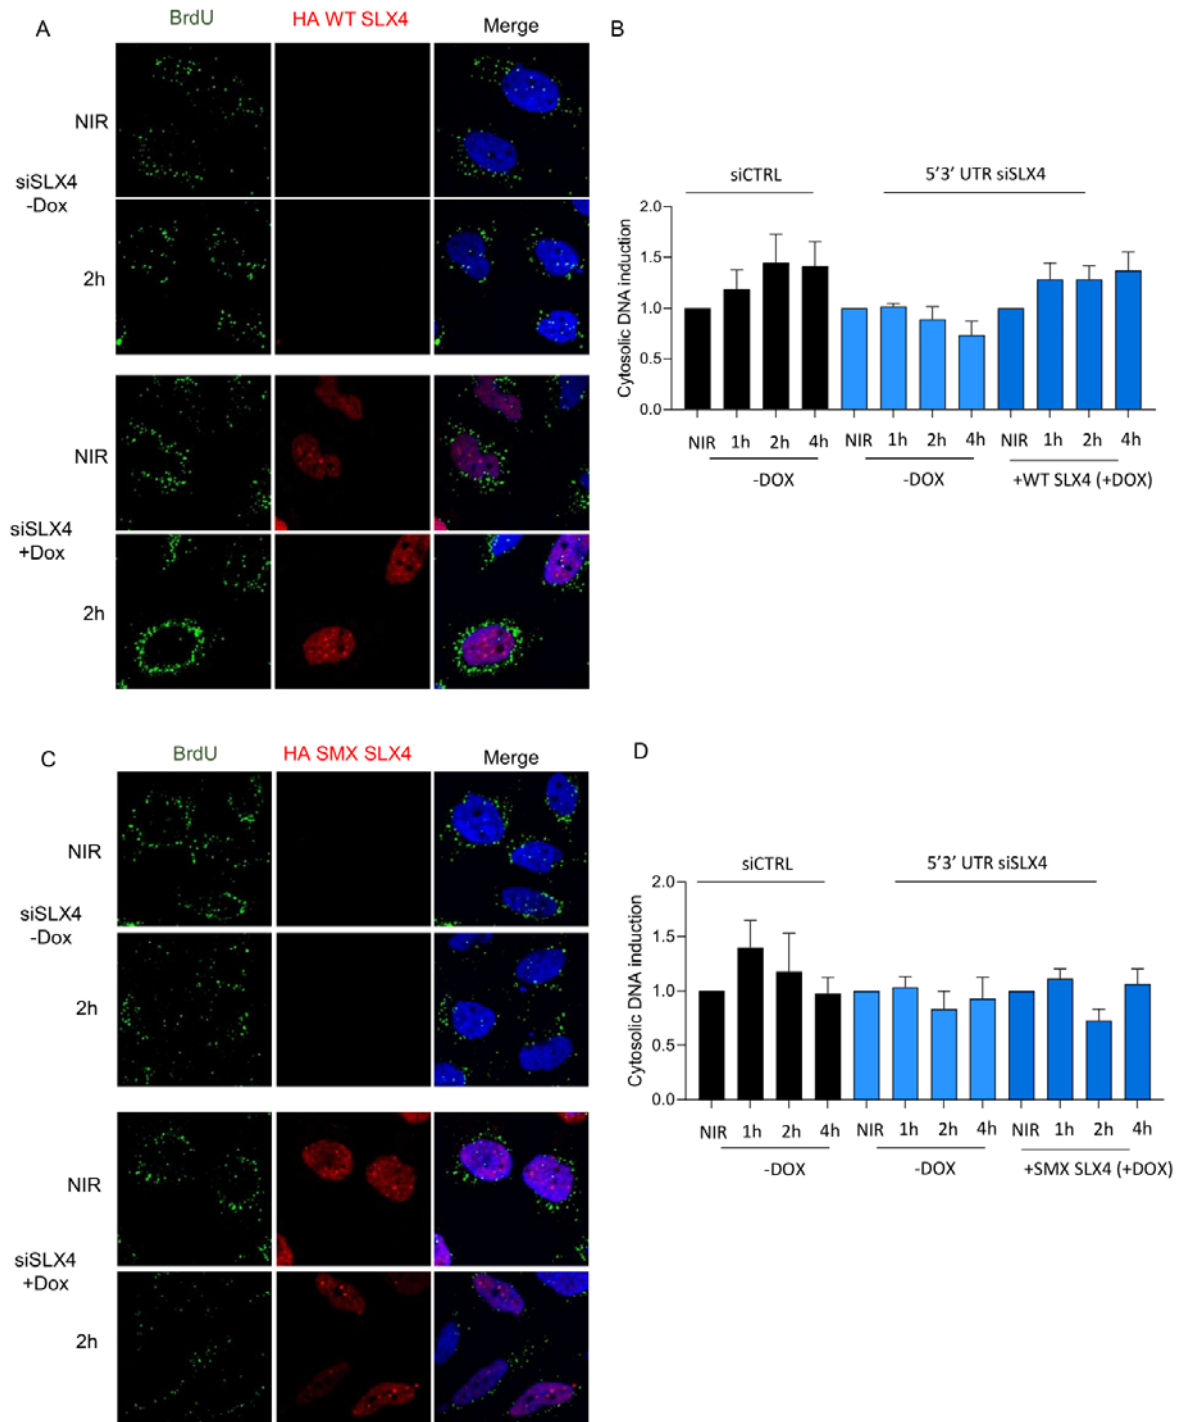 A
BrdU
HA WT SLX4
Merge
NIR
siSLX4
-Dox
2h
NIR
siSLX4
+Dox
2h
B
siCTRL
5'3' UTR siSLX4
Cytosolic DNA induction
2.0
1.5
1.0
0.5
0.0
NIR 1h 2h 4h NIR 1h 2h 4h NIR 1h 2h 4h
-DOX
-DOX
+WT SLX4 (+DOX)
C
BrdU
HA SMX SLX4
Merge
NIR
siSLX4
-Dox
2h
NIR
siSLX4
+Dox
2h
D
siCTRL
5'3' UTR siSLX4
Cytosolic DNA induction
2.0
1.5
1.0
0.5
0.0
NIR 1h 2h 4h NIR 1h 2h 4h NIR 1h 2h 4h
-DOX
-DOX
+SMX SLX4 (+DOX)